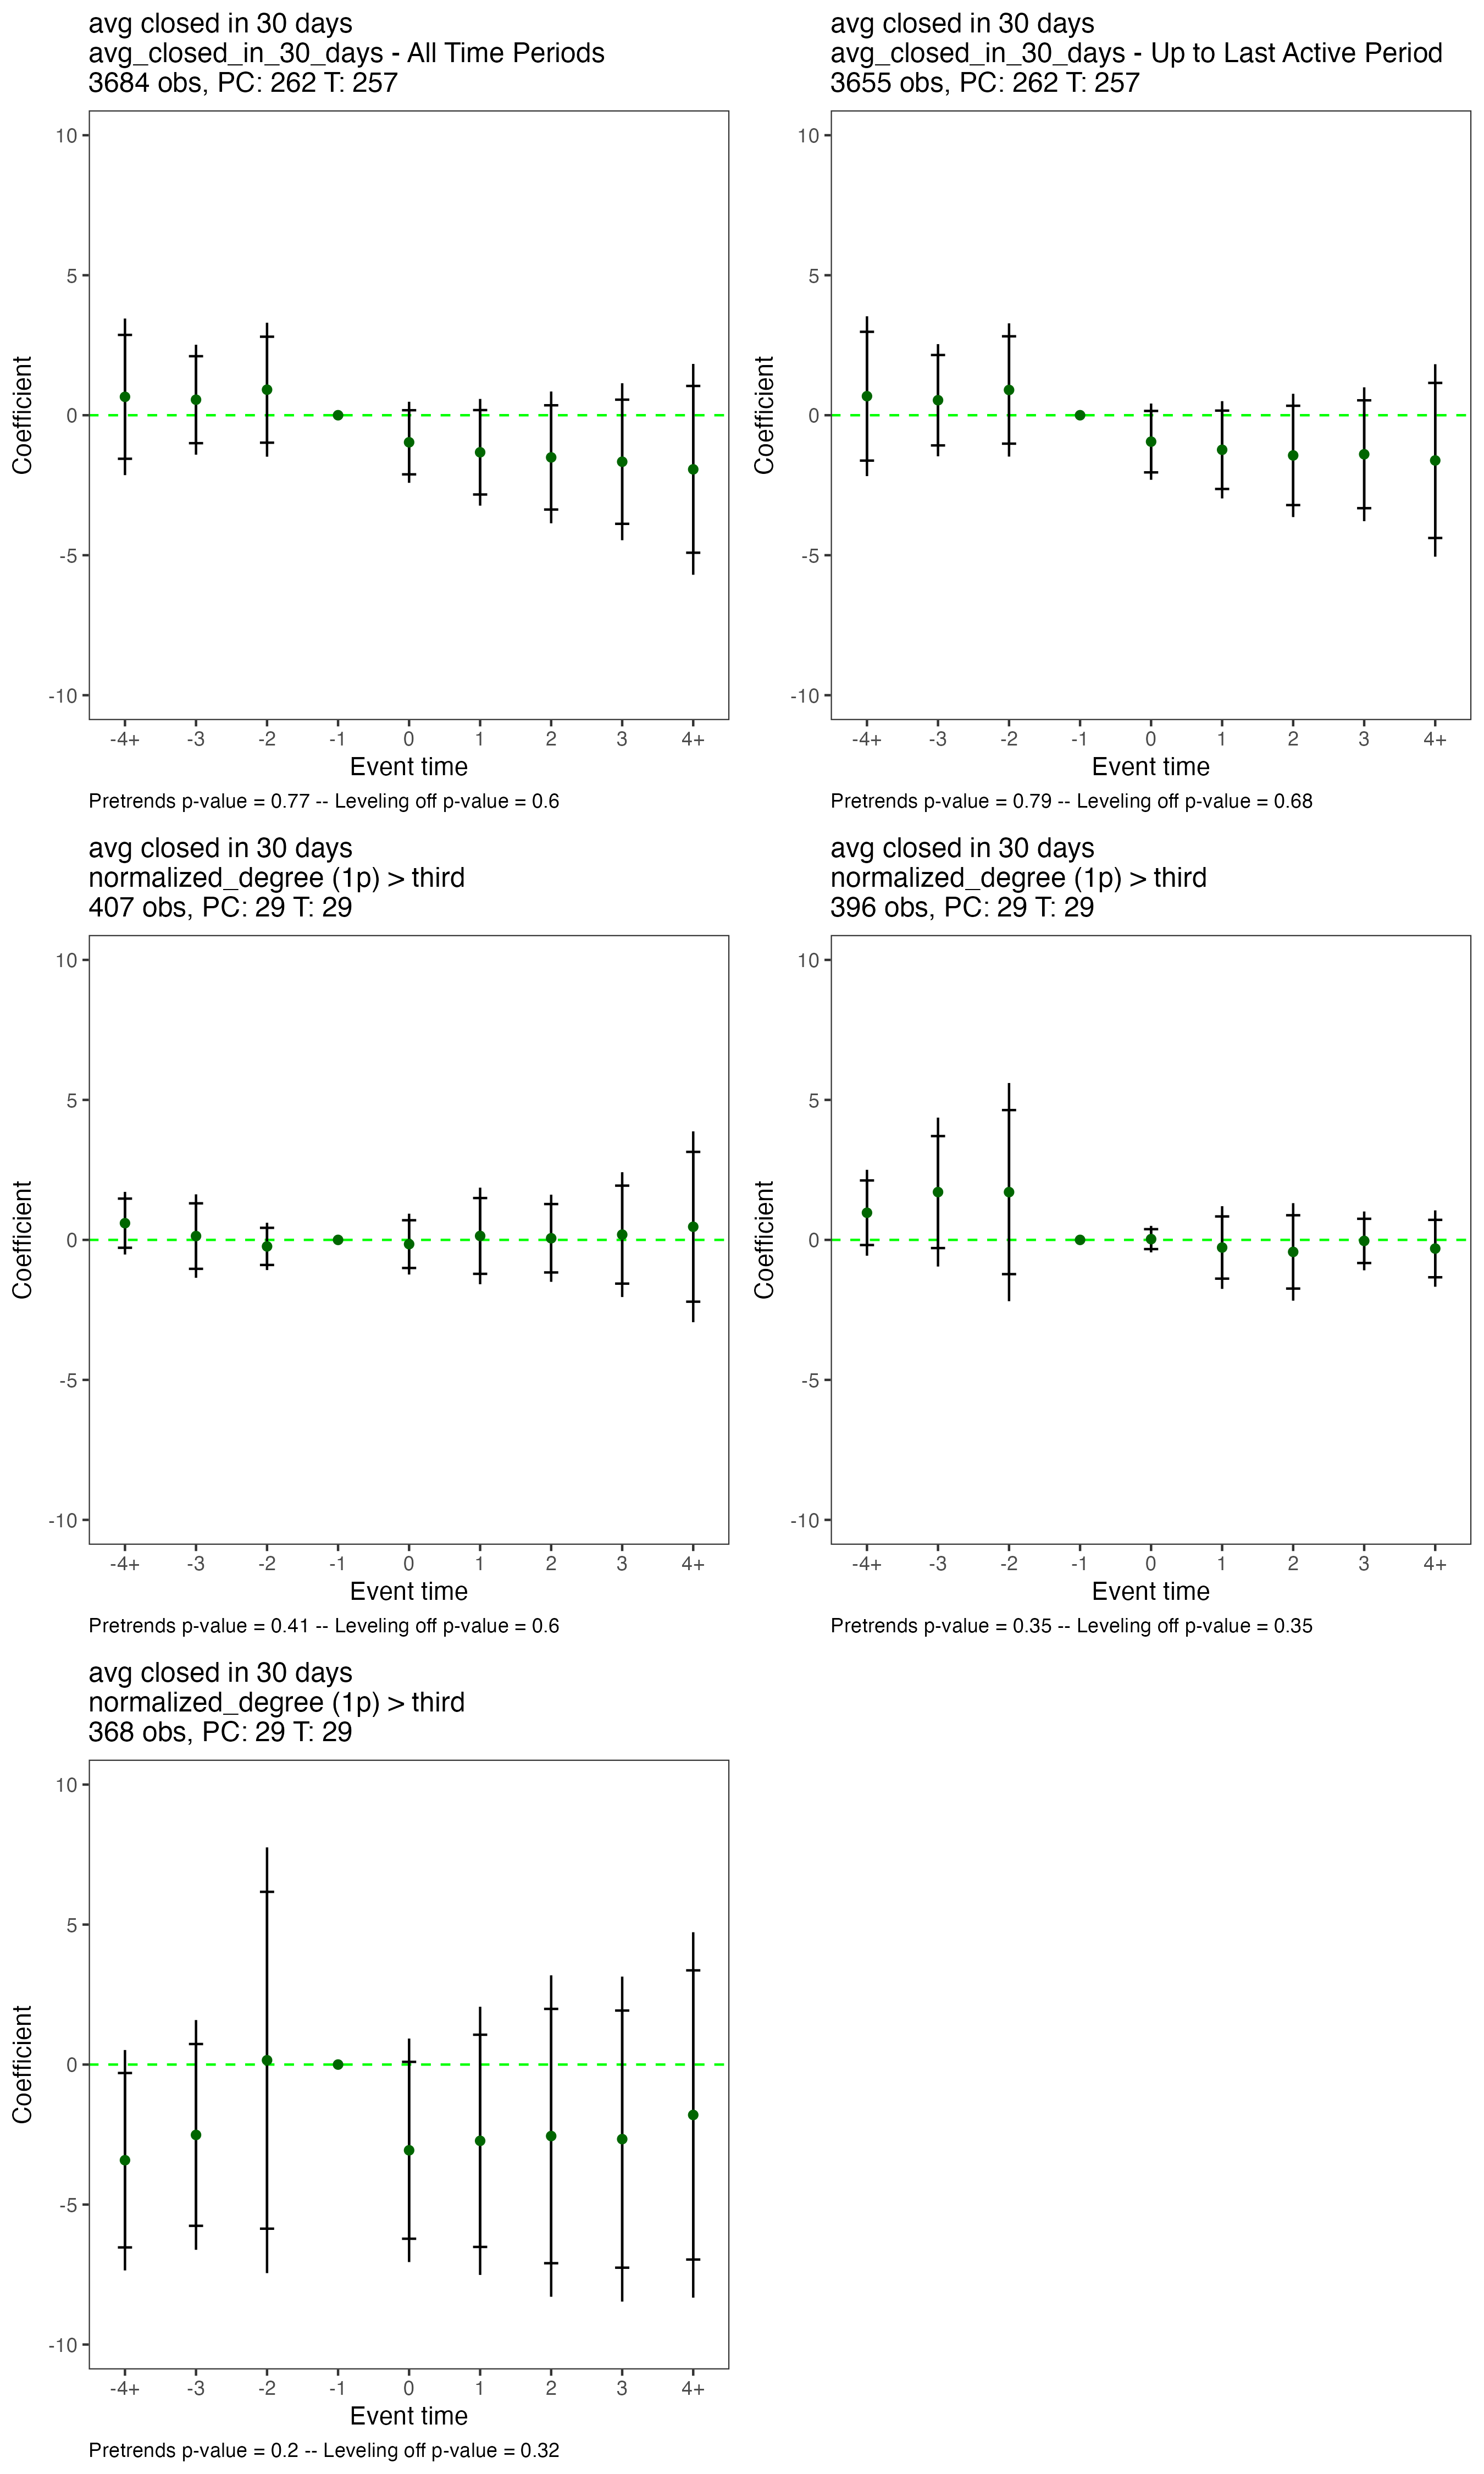 avg closed in 30 days
avg_closed_in_30_days - All Time Periods
3684 obs, PC: 262 T: 257
10
5
0
-5
-10
Coefficient
-4+ -3 -2 -1 0 1 2 3 4+
Event time
Pretrends p-value = 0.77 -- Leveling off p-value = 0.6
avg closed in 30 days
avg_closed_in_30_days - Up to Last Active Period
3655 obs, PC: 262 T: 257
10
5
0
-5
-10
Coefficient
-4+ -3 -2 -1 0 1 2 3 4+
Event time
Pretrends p-value = 0.79 -- Leveling off p-value = 0.68
avg closed in 30 days
normalized_degree (1p) > third
407 obs, PC: 29 T: 29
10
5
0
-5
-10
Coefficient
-4+ -3 -2 -1 0 1 2 3 4+
Event time
Pretrends p-value = 0.41 -- Leveling off p-value = 0.6
avg closed in 30 days
normalized_degree (1p) > third
396 obs, PC: 29 T: 29
10
5
0
-5
-10
Coefficient
-4+ -3 -2 -1 0 1 2 3 4+
Event time
Pretrends p-value = 0.35 -- Leveling off p-value = 0.35
avg closed in 30 days
normalized_degree (1p) > third
368 obs, PC: 29 T: 29
10
5
0
-5
-10
Coefficient
-4+ -3 -2 -1 0 1 2 3 4+
Event time
Pretrends p-value = 0.2 -- Leveling off p-value = 0.32